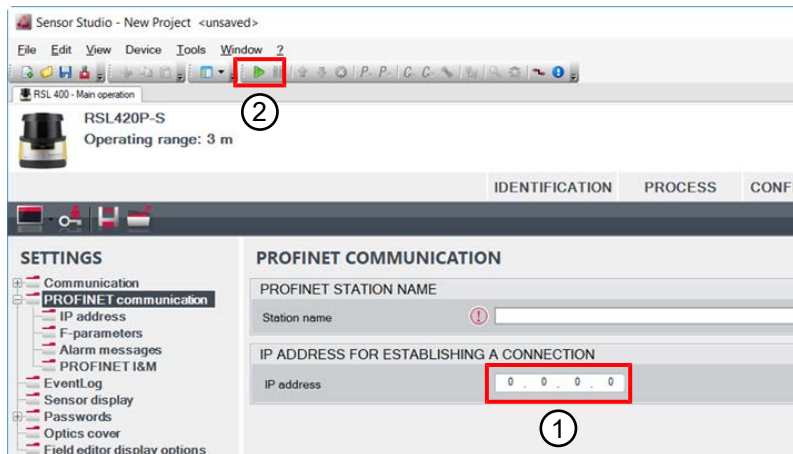 Sensor Studio - New Project <unsaved>
File Edit View Device Tools Window ?
RSL 400 - Main operation
②
RSL420P-S
Operating range: 3 m
IDENTIFICATION PROCESS CONF
SETTINGS
Communication
PROFINET communication
IP address
F-parameters
Alarm messages
PROFINET I&M
EventLog
Sensor display
Passwords
Optics cover
Field editor display options
PROFINET COMMUNICATION
PROFINET STATION NAME
Station name
IP ADDRESS FOR ESTABLISHING A CONNECTION
IP address 0 . 0 . 0 . 0
①